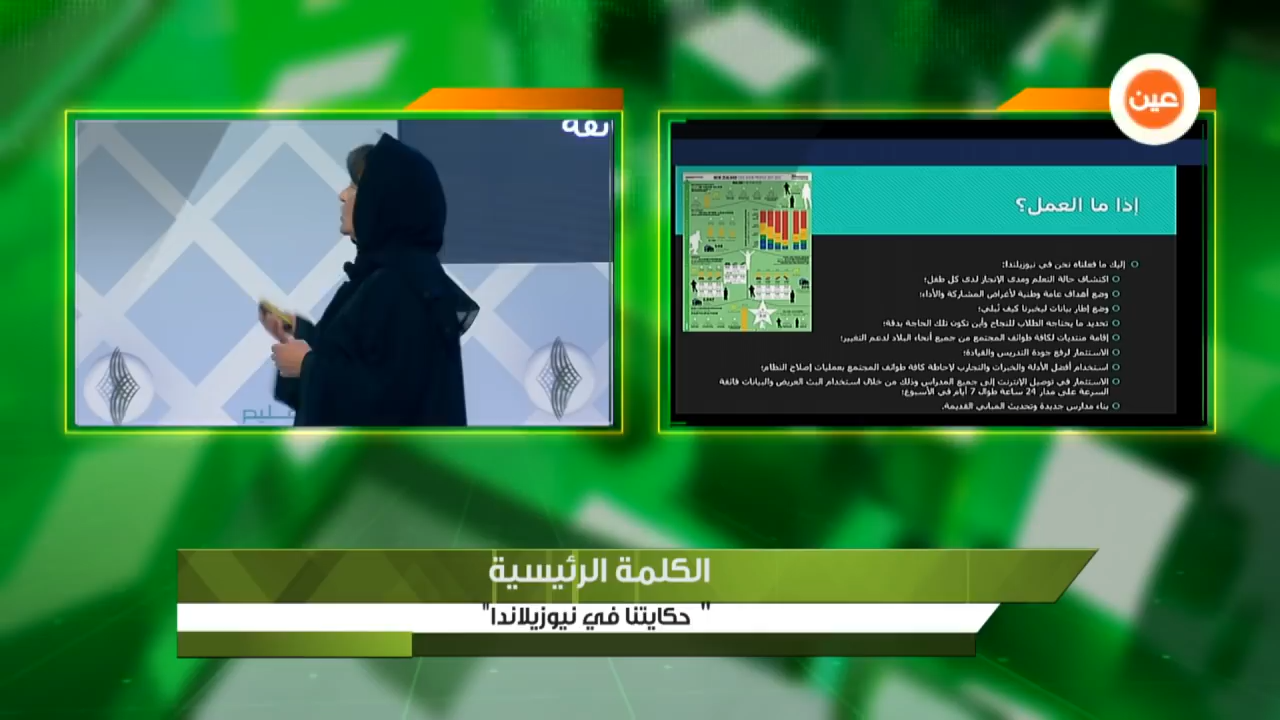 عين
ـثقة
إذا ما العمل؟
إليك ما فعلناه نحن في نيوزيلندا:
اكتشاف حالة التعلم ومدى الإنجاز لدى كل طفل؛
وضع أهداف عامة وطنية لأغراض المشاركة والأداء؛
وضع إطار بيانات ليخبرنا كيف نُبلي؛
تحديد ما يحتاجه الطلاب للنجاح وأين تكون تلك الحاجة بدقة؛
إقامة منتديات لكافة طوائف المجتمع من جميع أنحاء البلاد لدعم التغيير؛
الاستثمار لرفع جودة التدريس والقيادة؛
استخدام أفضل الأدلة والخبرات والتجارب لإحاطة كافة طوائف المجتمع بعمليات إصلاح النظام؛
الاستثمار في توصيل الإنترنت إلى جميع المدارس وذلك من خلال استخدام البث العريض والبيانات فائقة
السرعة على مدار 24 ساعة طوال 7 أيام في الأسبوع؛
بناء مدارس جديدة وتحديث المباني القديمة.
الكلمة الرئيسية
" حكايتنا في نيوزيلاندا"